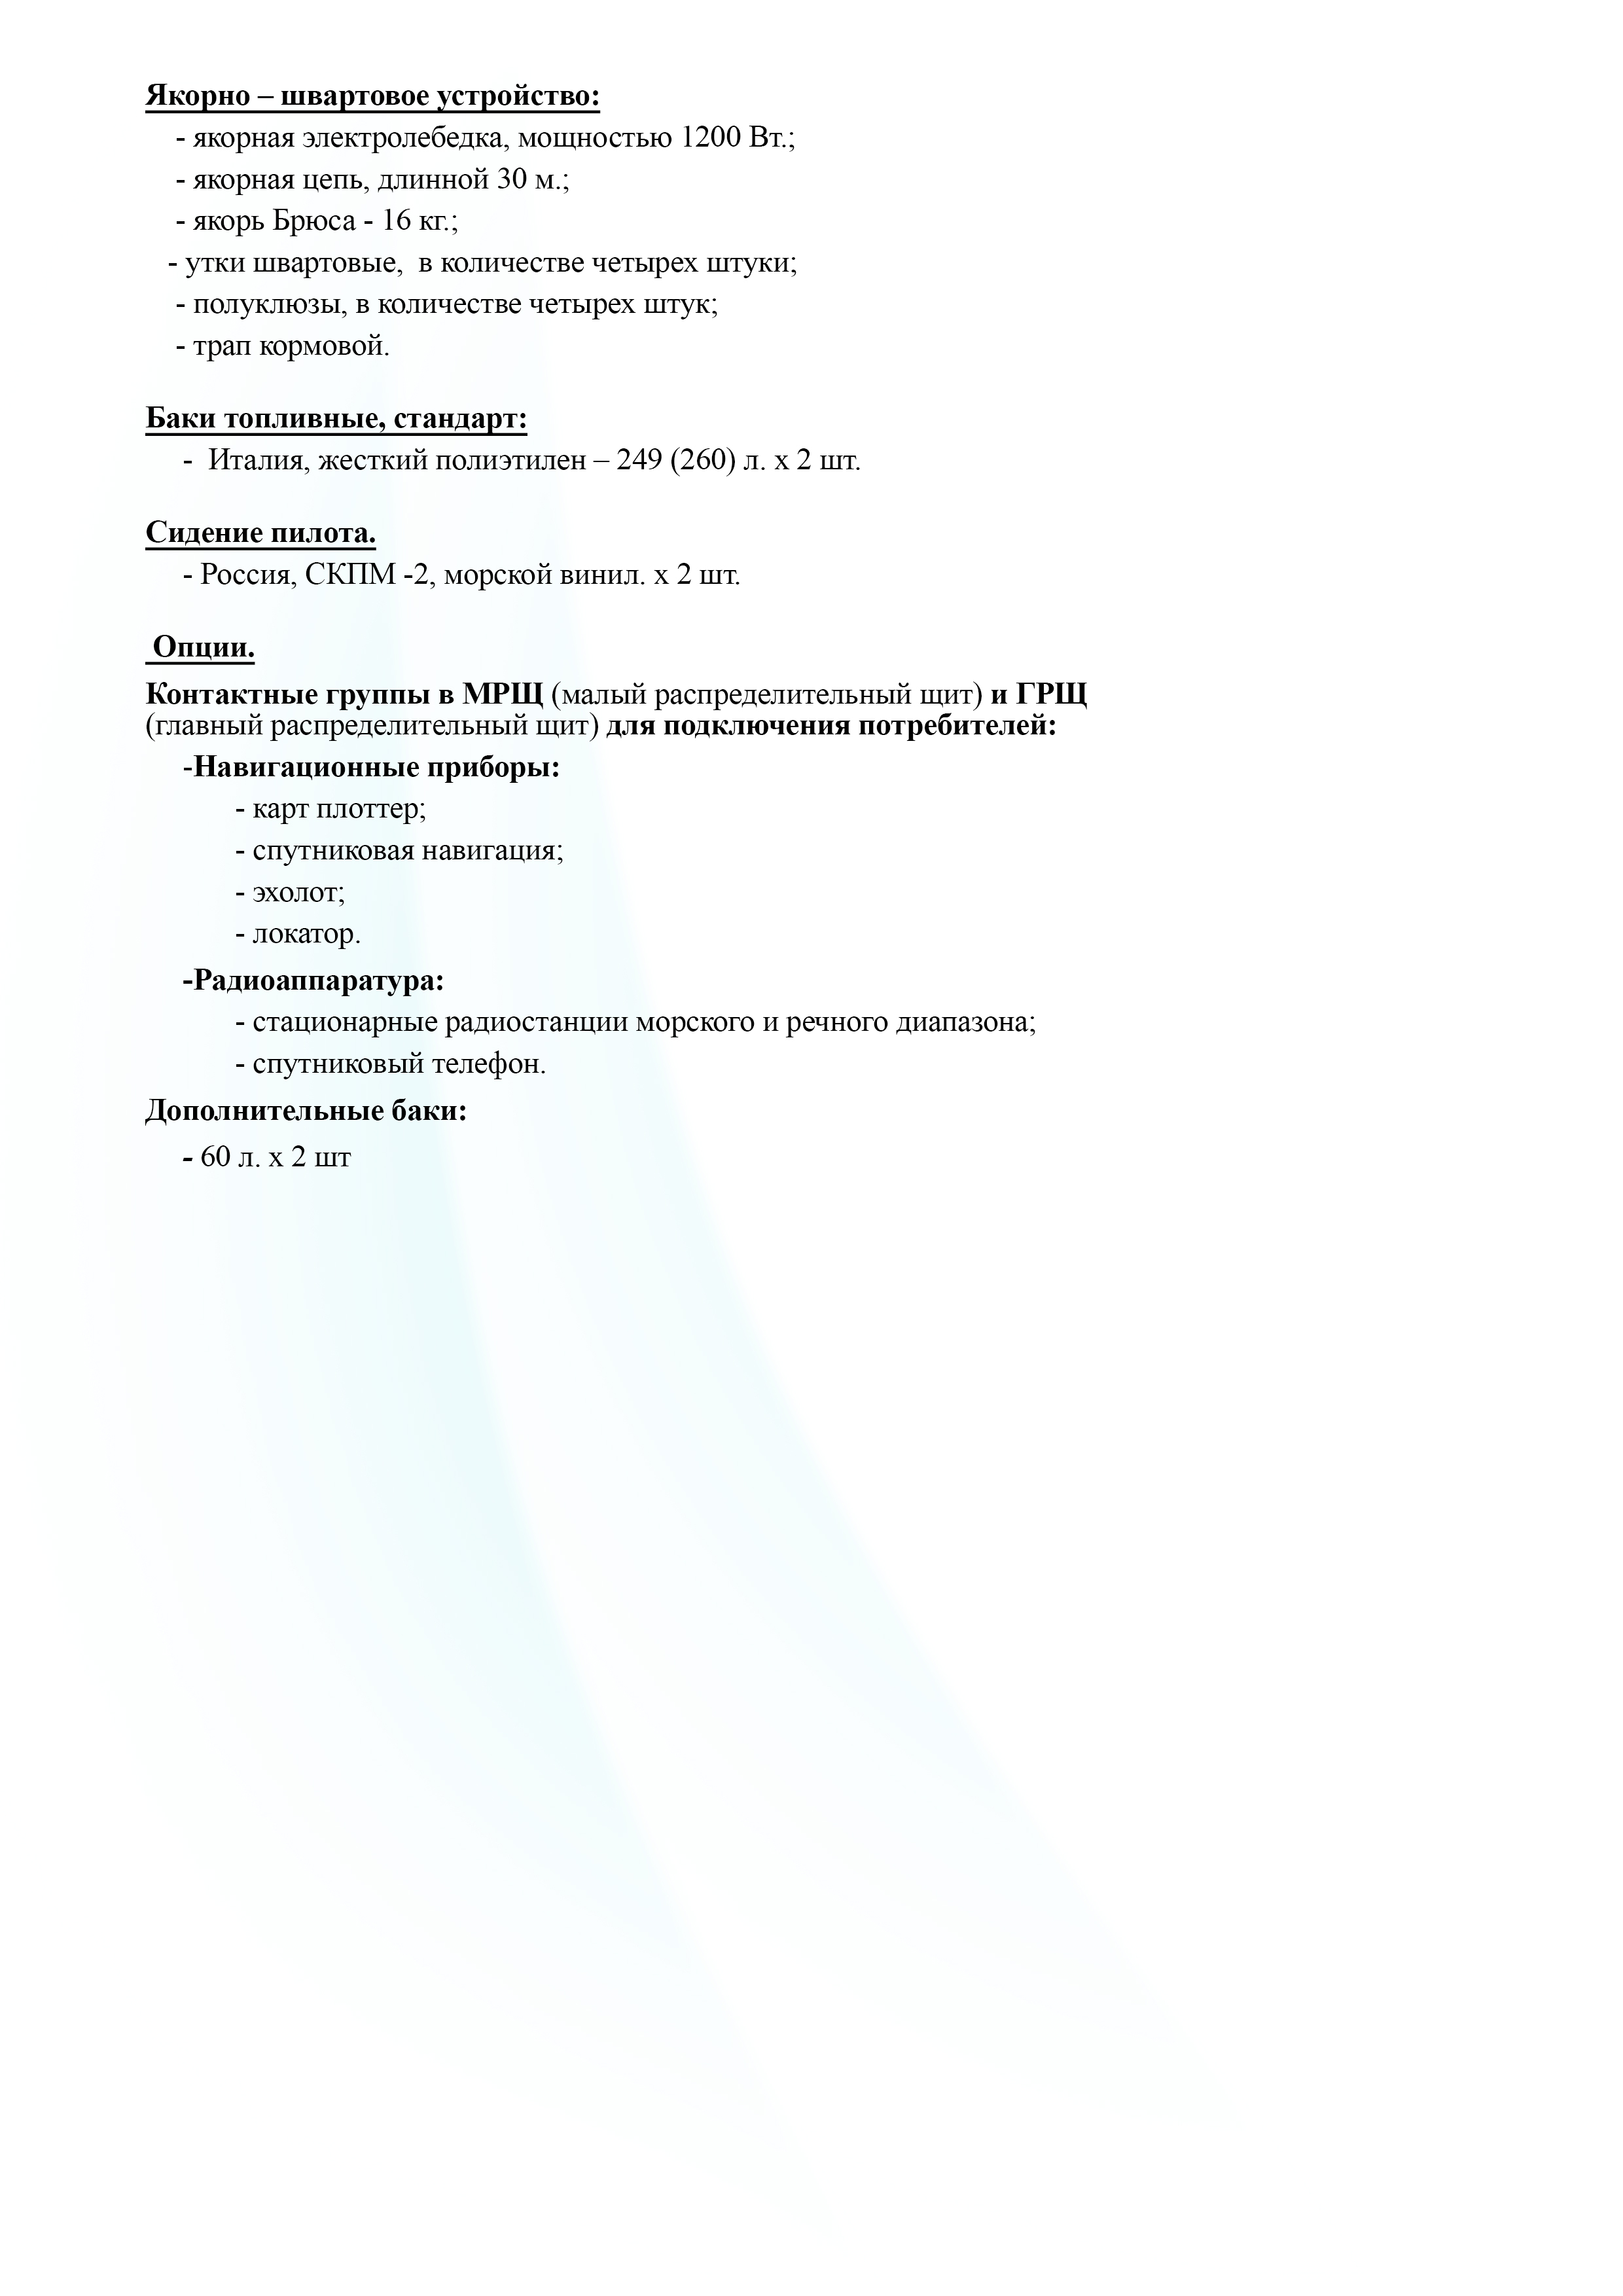 Якорно – швартовое устройство:
- якорная электролебедка, мощностью 1200 Вт.;
- якорная цепь, длинной 30 м.;
- якорь Брюса - 16 кг.;
- утки швартовые,  в количестве четырех штуки;
- полуклюзы, в количестве четырех штук;
- трап кормовой.
Баки топливные, стандарт:
-  Италия, жесткий полиэтилен – 249 (260) л. х 2 шт.
Сидение пилота.
- Россия, СКПМ -2, морской винил. х 2 шт.
Опции.
Контактные группы в МРЩ (малый распределительный щит) и ГРЩ
(главный распределительный щит) для подключения потребителей:
-Навигационные приборы:
- карт плоттер;
- спутниковая навигация;
- эхолот;
- локатор.
-Радиоаппаратура:
- стационарные радиостанции морского и речного диапазона;
- спутниковый телефон.
Дополнительные баки:
- 60 л. х 2 шт